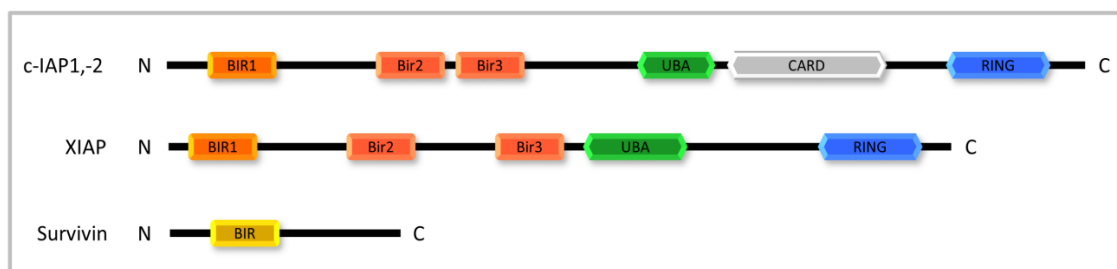 c-IAP1,-2 N BIR1 Bir2 Bir3 UBA CARD RING C
XIAP N BIR1 Bir2 Bir3 UBA RING C
Survivin N BIR C